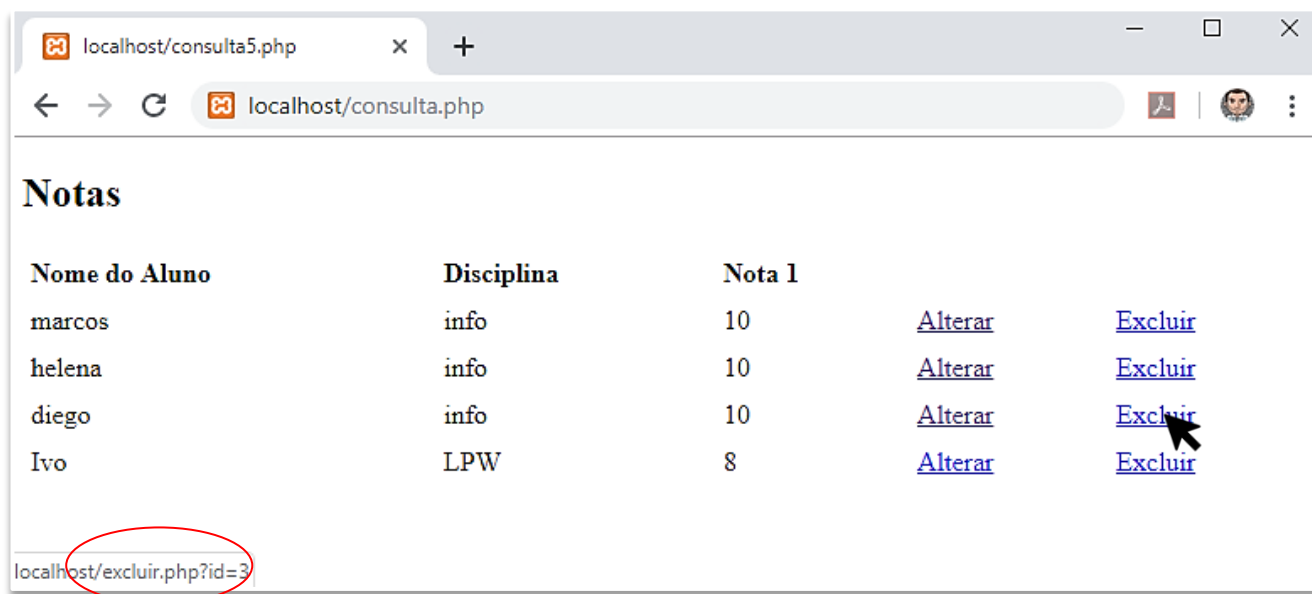 localhost/consulta5.php
localhost/consulta.php
Notas
Nome do Aluno Disciplina Nota 1
marcos info 10 Alterar Excluir
helena info 10 Alterar Excluir
diego info 10 Alterar Excluir
Ivo LPW 8 Alterar Excluir
localhost/excluir.php?id=3